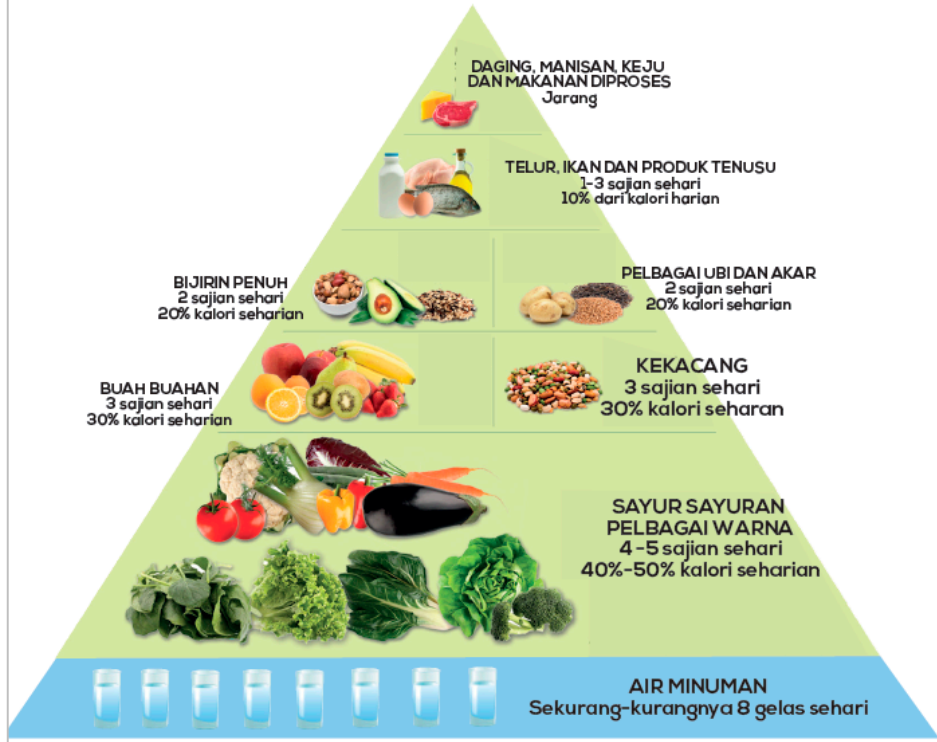 DAGING, MANISAN, KEJU
DAN MAKANAN DIPROSES
Jarang
TELUR, IKAN DAN PRODUK TENUSU
1-3 sajian sehari
10% dari kalori harian
BIJIRIN PENUH
2 sajian sehari
20% kalori seharian
PELBAGAI UBI DAN AKAR
2 sajian sehari
20% kalori seharian
BUAH BUAHAN
3 sajian sehari
30% kalori seharian
KEKACANG
3 sajian sehari
30% kalori seharan
SAYUR SAYURAN
PELBAGAI WARNA
4-5 sajian sehari
40%-50% kalori seharian
AIR MINUMAN
Sekurang-kurangnya 8 gelas sehari